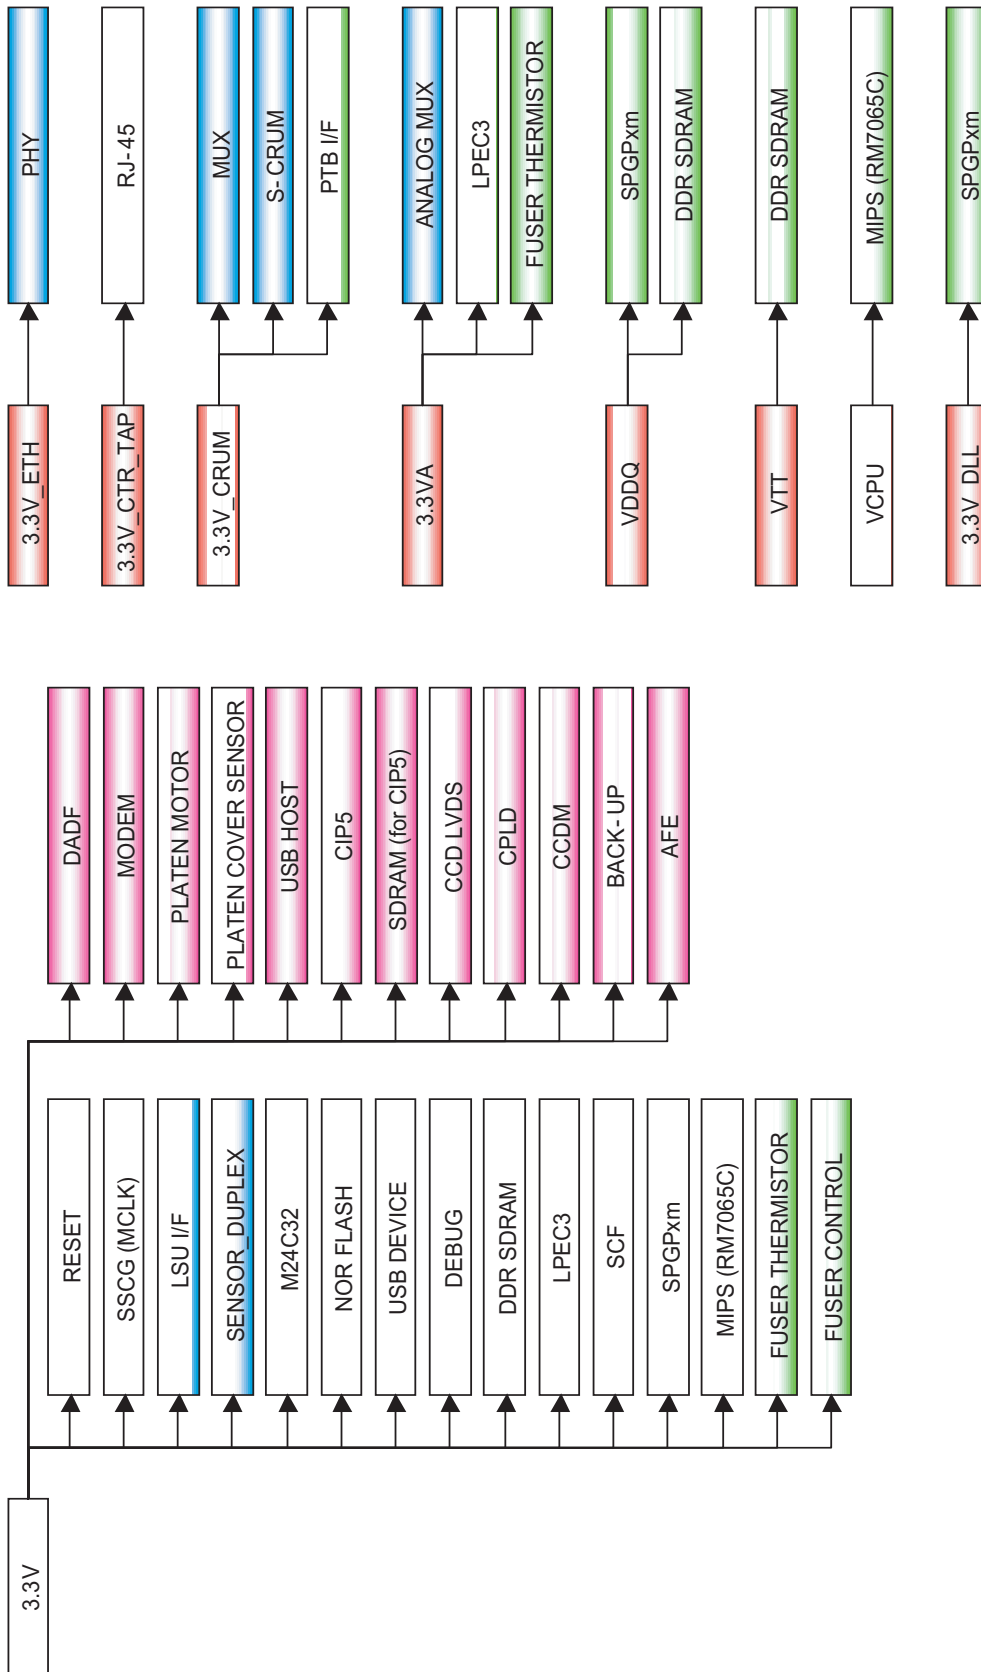 3.3V
RESET
SSCG (MCLK)
LSU I/F
SENSOR_DUPLEX
M24C32
NOR FLASH
USB DEVICE
DEBUG
DDR SDRAM
LPEC3
SCF
SPGPxm
MIPS (RM7065C)
FUSER THERMISTOR
FUSER CONTROL
DADF
MODEM
PLATEN MOTOR
PLATEN COVER SENSOR
USB HOST
CIP5
SDRAM (for CIP5)
CCD LVDS
CPLD
CCDM
BACK-UP
AFE
3.3V_ETH
PHY
3.3V_CTR_TAP
RJ-45
3.3V_CRUM
MUX
S-CRUM
PTB I/F
3.3VA
ANALOG MUX
LPEC3
FUSER THERMISTOR
VDDQ
SPGPxm
DDR SDRAM
VTT
DDR SDRAM
VCPU
MIPS (RM7065C)
3.3V DLL
SPGPxm